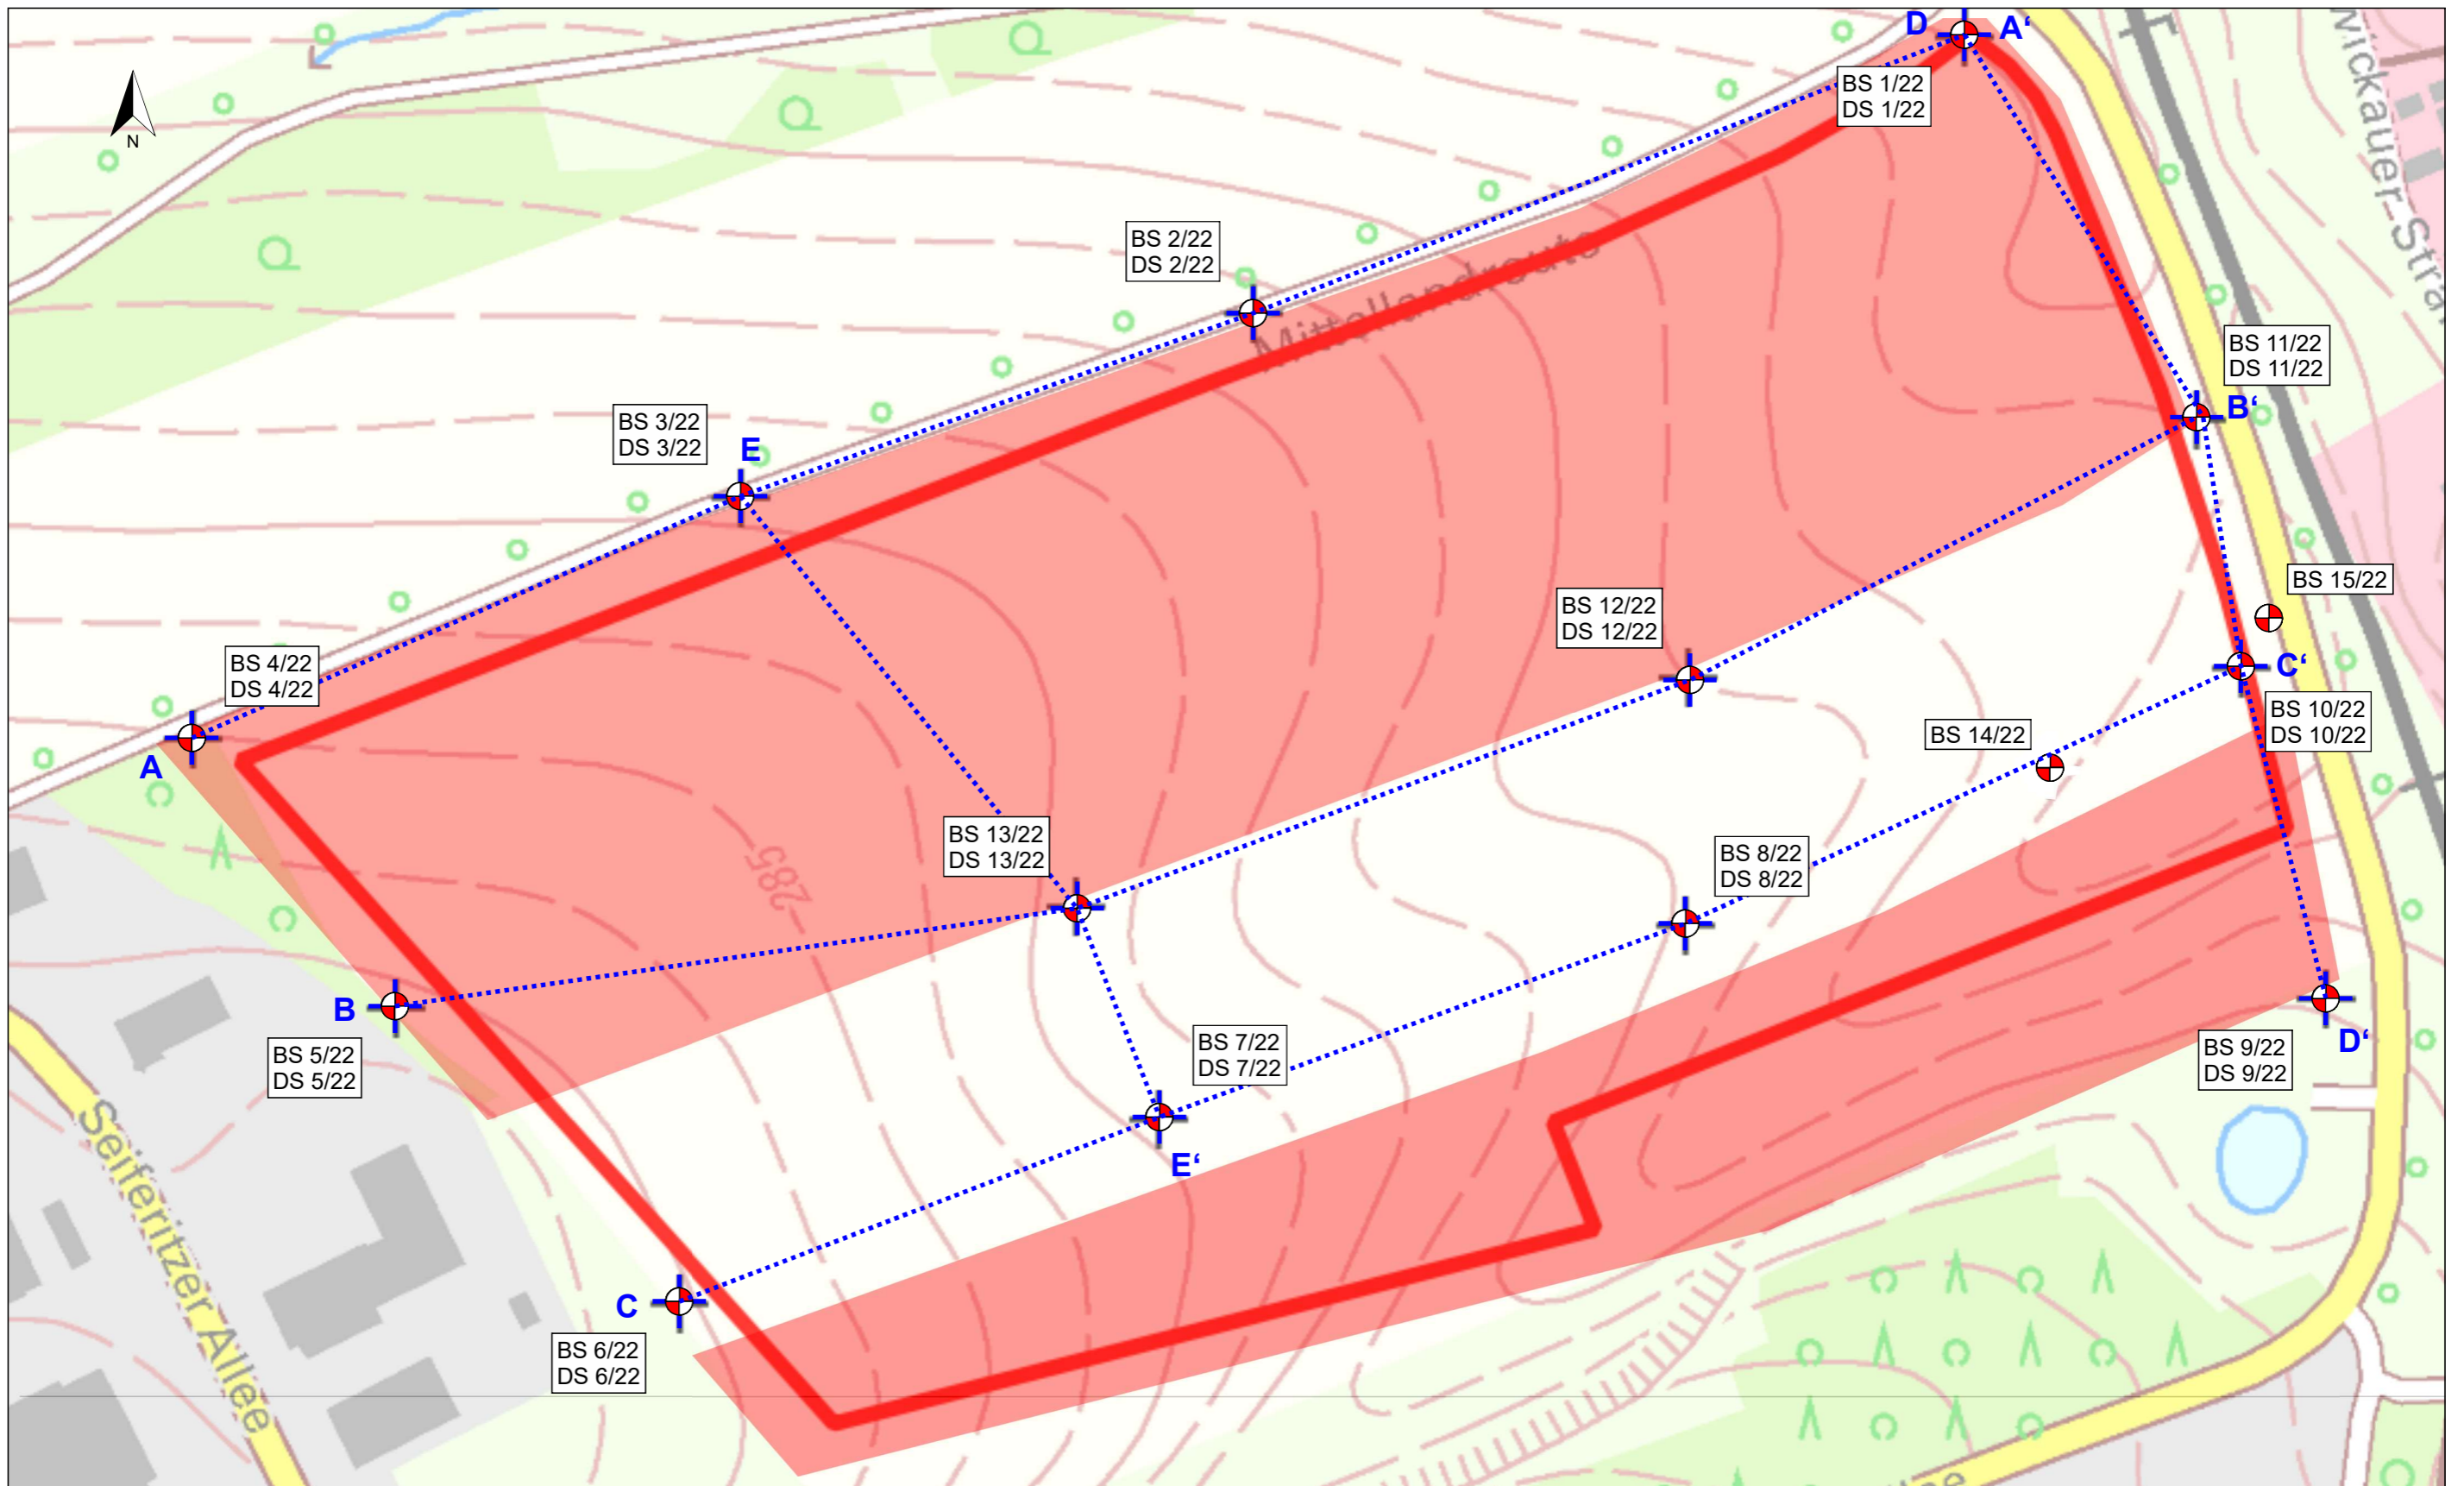 D
A‘
BS 1/22
DS 1/22
N
wickauer-Stra
BS 2/22
DS 2/22
Mittellandroute
BS 11/22
DS 11/22
B‘
BS 3/22
DS 3/22
E
BS 15/22
BS 12/22
DS 12/22
C‘
BS 4/22
DS 4/22
BS 10/22
DS 10/22
BS 14/22
A
BS 13/22
DS 13/22
285
BS 8/22
DS 8/22
B
BS 5/22
DS 5/22
BS 7/22
DS 7/22
D‘
BS 9/22
DS 9/22
E‘
Seiferitzer Allee
C
BS 6/22
DS 6/22